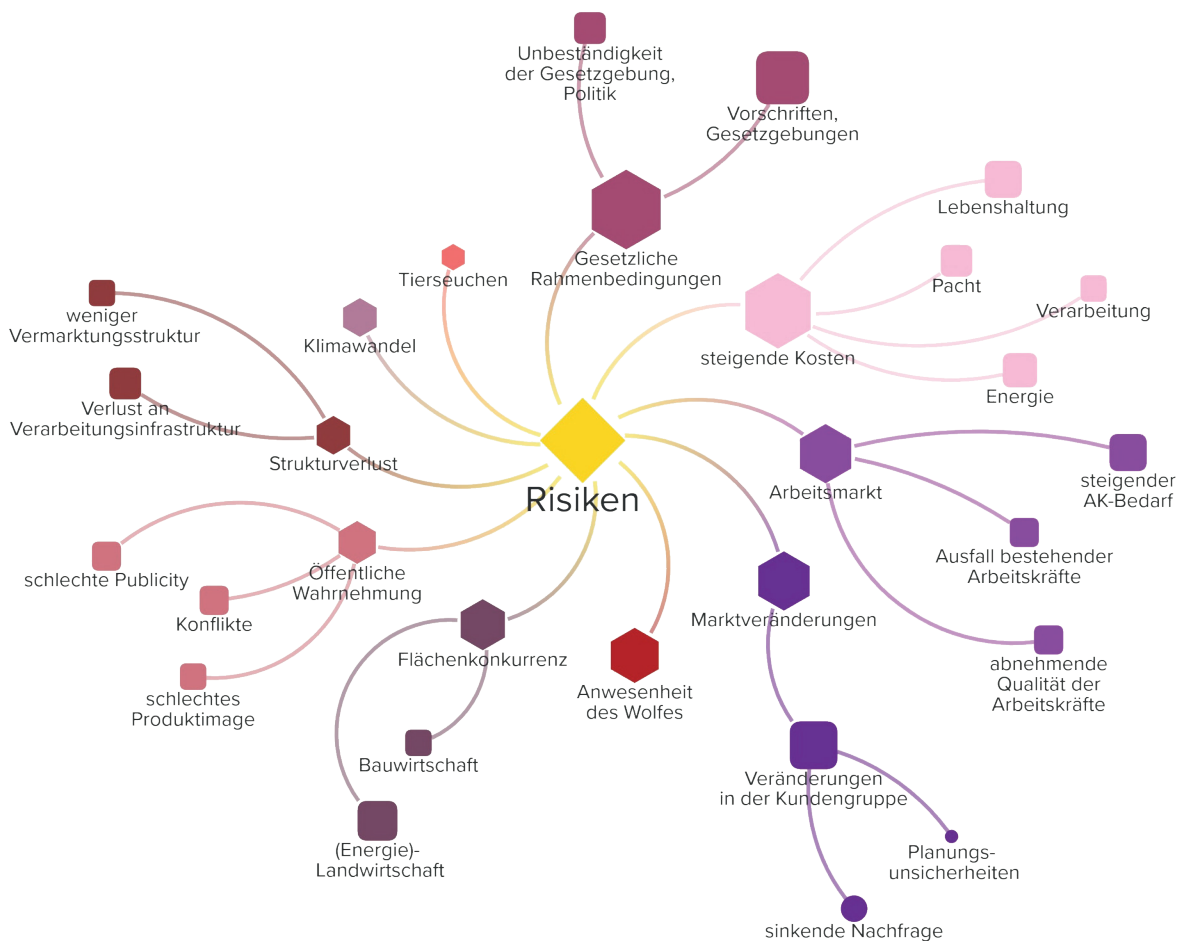 Unbeständigkeit
der Gesetzgebung,
Politik
Vorschriften,
Gesetzgebungen
Gesetzliche
Rahmenbedingungen
Lebenshaltung
Pacht
Verarbeitung
Energie
steigende Kosten
Tierseuchen
Klimawandel
weniger
Vermarktungsstruktur
Verlust an
Verarbeitungsinfrastruktur
Strukturverlust
Risiken
Arbeitsmarkt
steigender
AK-Bedarf
Ausfall bestehender
Arbeitskräfte
abnehmende
Qualität der
Arbeitskräfte
Öffentliche
Wahrnehmung
schlechte Publicity
Konflikte
schlechtes
Produktimage
Flächenkonkurrenz
Bauwirtschaft
(Energie)-
Landwirtschaft
Anwesenheit
des Wolfes
Marktveränderungen
Veränderungen
in der Kundengruppe
Planungs-
unsicherheiten
sinkende Nachfrage